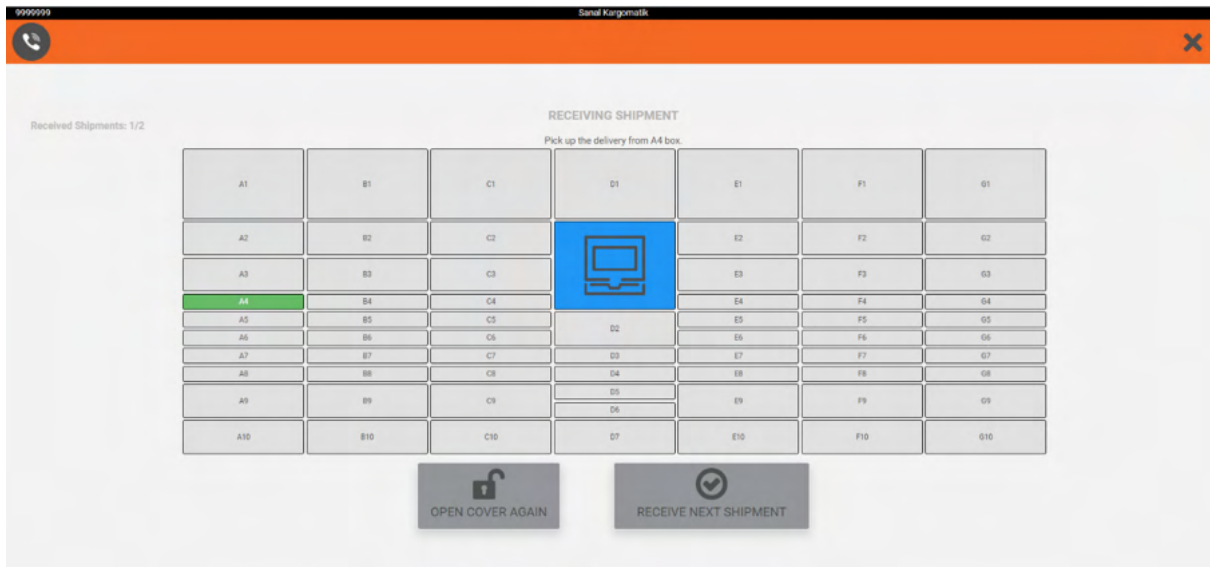 9999999 Sanal Kargomatik
RECEIVING SHIPMENT
Received Shipments: 1/2
Pick up the delivery from A4 box.
A1 B1 C1 D1 E1 F1 G1
A2 B2 C2 E2 F2 G2
A3 B3 C3 E3 F3 G3
A4 B4 C4 E4 F4 G4
A5 B5 C5 E5 F5 G5
D2
A6 B6 C6 E6 F6 G6
A7 B7 C7 D3 E7 F7 G7
A8 B8 C8 D4 E8 F8 G8
D5
A9 B9 C9 E9 F9 G9
D6
A10 B10 C10 D7 E10 F10 G10
OPEN COVER AGAIN RECEIVE NEXT SHIPMENT